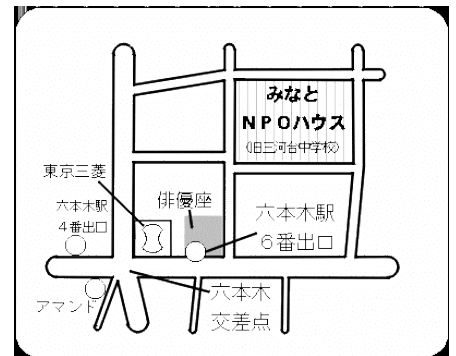 みなと
NPOハウス
(旧三河台中学校)
東京三菱
俳優座
六本木駅
4番出口
六本木駅
6番出口
アマンド
六本木
交差点